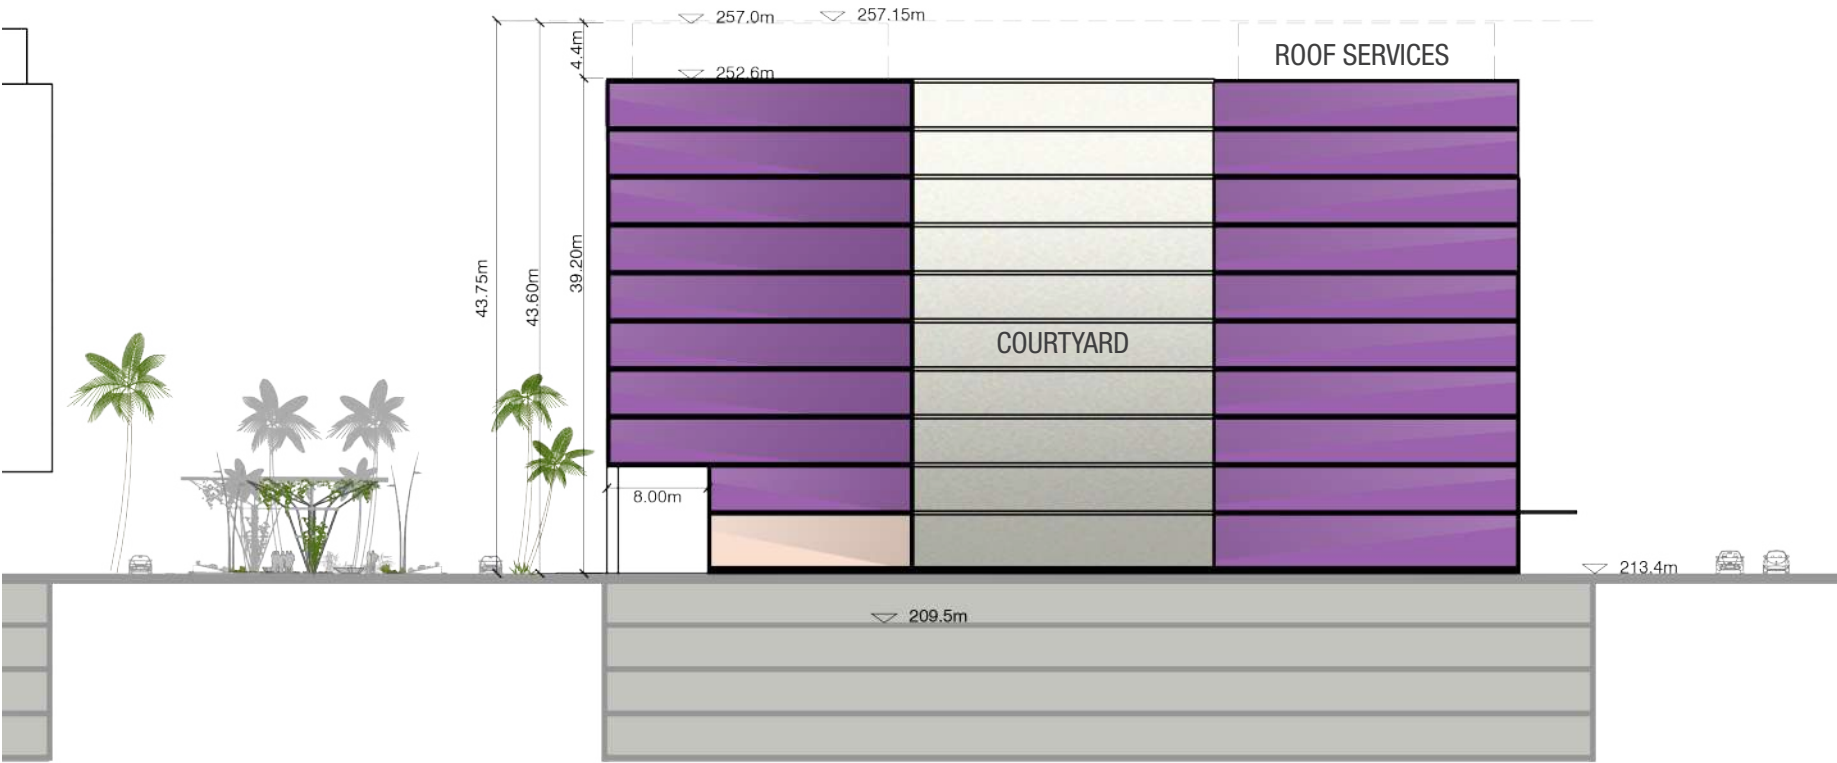 257.0m
257.15m
4.4m
ROOF SERVICES
252.6m
43.75m
43.60m
39.20m
COURTYARD
8.00m
213.4m
209.5m